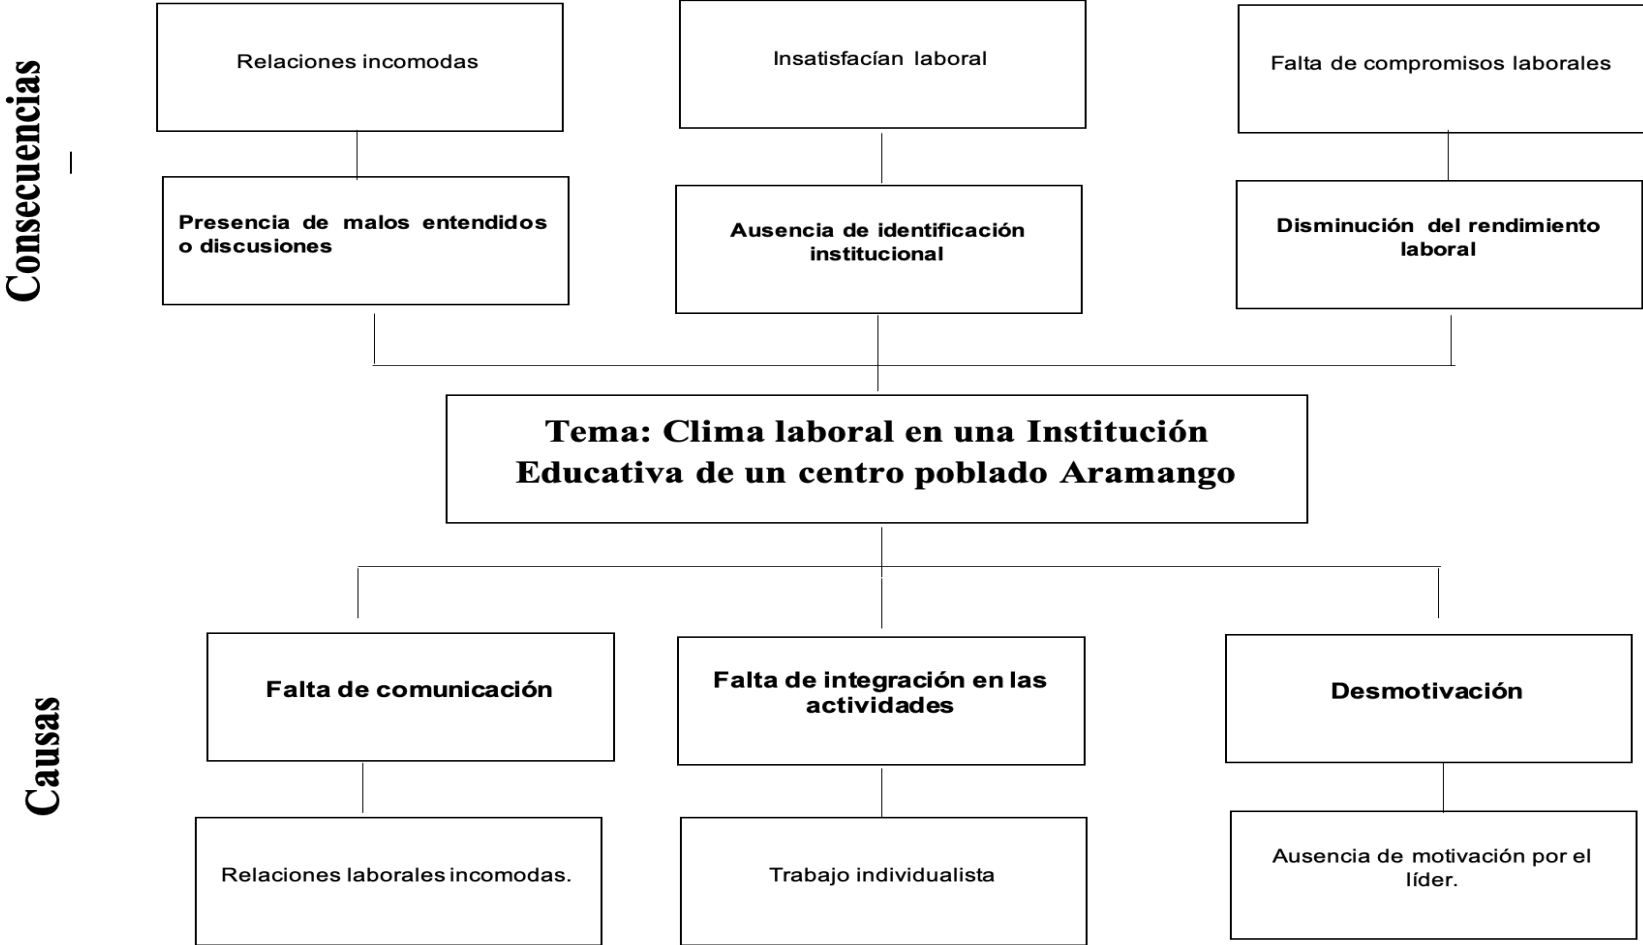 Consecuencias
Relaciones incomodas
Insatisfacían laboral
Falta de compromisos laborales
Presencia de malos entendidos
o discusiones
Ausencia de identificación
institucional
Disminución del rendimiento
laboral
Tema: Clima laboral en una Institución
Educativa de un centro poblado Aramango
Causas
Falta de comunicación
Falta de integración en las
actividades
Desmotivación
Relaciones laborales incomodas.
Trabajo individualista
Ausencia de motivación por el
líder.